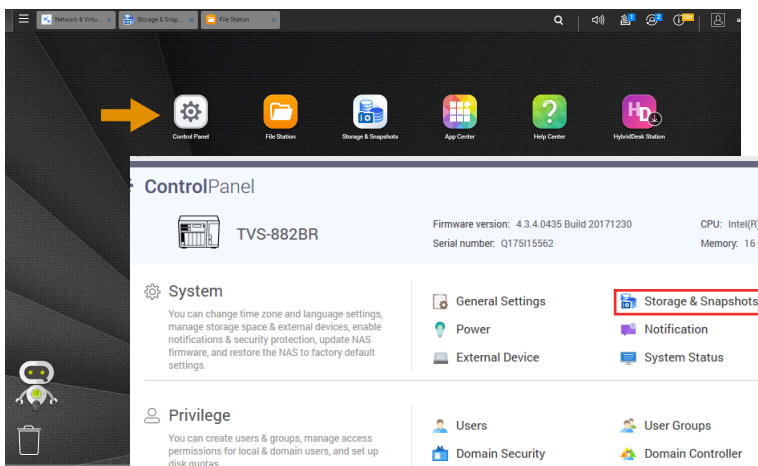 Network & Virtu...
Storage & Snap...
File Station
1
2
10+
a
Control Panel
File Station
Storage & Snapshots
App Center
Help Center
HybridDesk Station
ControlPanel
TVS-882BR
Firmware version: 4.3.4.0435 Build 20171230
CPU: Intel(R)
Serial number: Q175I15562
Memory: 16
System
You can change time zone and language settings,
manage storage space & external devices, enable
notifications & security protection, update NAS
firmware, and restore the NAS to factory default
settings.
General Settings
Storage & Snapshots
Power
Notification
External Device
System Status
Privilege
You can create users & groups, manage access
permissions for local & domain users, and set up
disk quotas.
Users
User Groups
Domain Security
Domain Controller